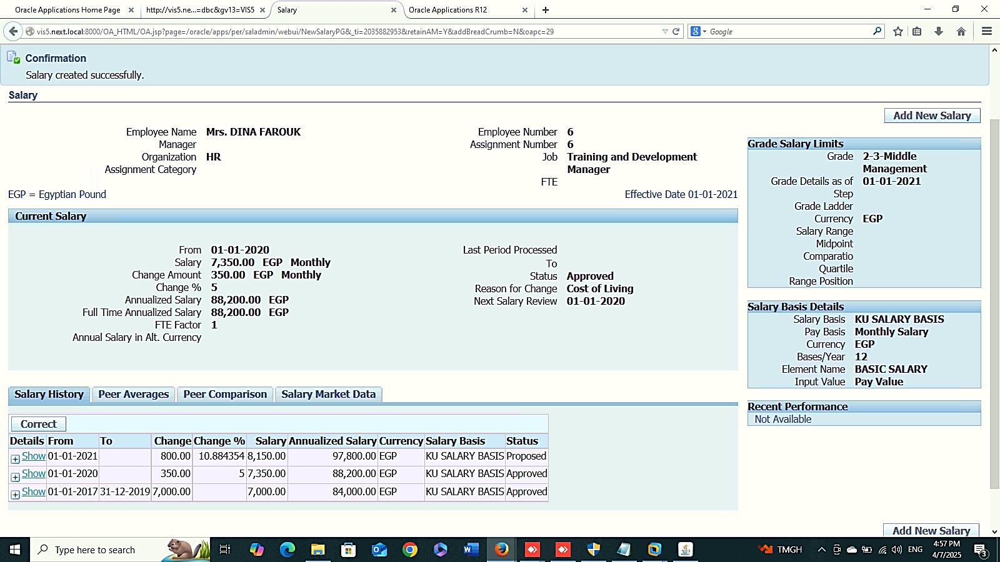 Oracle Applications Home Page × http://vis5.ne...=dbc&gv13=VIS5 × Salary × Oracle Applications R12 × +
vis5.next.local:8000/OA_HTML/OA.jsp?page=/oracle/apps/per/saladmin/webui/NewSalaryPG&_ti=2035882953&retainAM=Y&addBreadCrumb=N&oapc=29 Google
Confirmation
Salary created successfully.
Salary
Add New Salary
Employee Name Mrs. DINA FAROUK
Manager
Organization HR
Assignment Category
Employee Number 6
Assignment Number 6
Job Training and Development
Manager
FTE
EGP = Egyptian Pound
Effective Date 01-01-2021
Current Salary
From 01-01-2020
Salary 7,350.00 EGP Monthly
Change Amount 350.00 EGP Monthly
Change % 5
Annualized Salary 88,200.00 EGP
Full Time Annualized Salary 88,200.00 EGP
FTE Factor 1
Annual Salary in Alt. Currency
Last Period Processed
To
Status Approved
Reason for Change Cost of Living
Next Salary Review 01-01-2020
Grade Salary Limits
Grade 2-3-Middle
Management
Grade Details as of 01-01-2021
Step
Grade Ladder
Currency EGP
Salary Range
Midpoint
Comparatio
Quartile
Range Position
Salary Basis Details
Salary Basis KU SALARY BASIS
Pay Basis Monthly Salary
Currency EGP
Bases/Year 12
Element Name BASIC SALARY
Input Value Pay Value
Recent Performance
Not Available
Salary History Peer Averages Peer Comparison Salary Market Data
Correct
Details From To Change Change % Salary Annualized Salary Currency Salary Basis Status
Show 01-01-2021 800.00 10.884354 8,150.00 97,800.00 EGP KU SALARY BASIS Proposed
Show 01-01-2020 350.00 5 7,350.00 88,200.00 EGP KU SALARY BASIS Approved
Show 01-01-2017 31-12-2019 7,000.00 7,000.00 84,000.00 EGP KU SALARY BASIS Approved
Add New Salary
Type here to search
TMGH
ENG
4:57 PM
4/7/2025
3